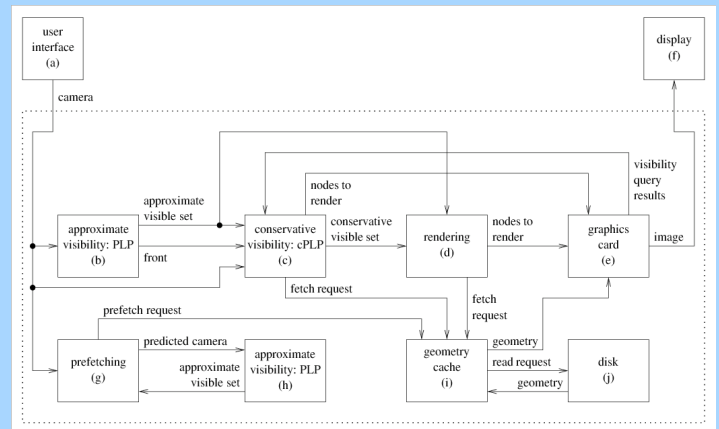 user
interface
(a)
display
(f)
camera
approximate
visible set
nodes to
render
visibility
query
results
approximate
visibility: PLP
(b)
front
conservative
visibility: cPLP
(c)
conservative
visible set
rendering
(d)
nodes to
render
graphics
card
(e)
image
fetch request
fetch
request
prefetch request
prefetching
(g)
predicted camera
approximate
visible set
approximate
visibility: PLP
(h)
geometry
cache
(i)
geometry
read request
geometry
disk
(j)